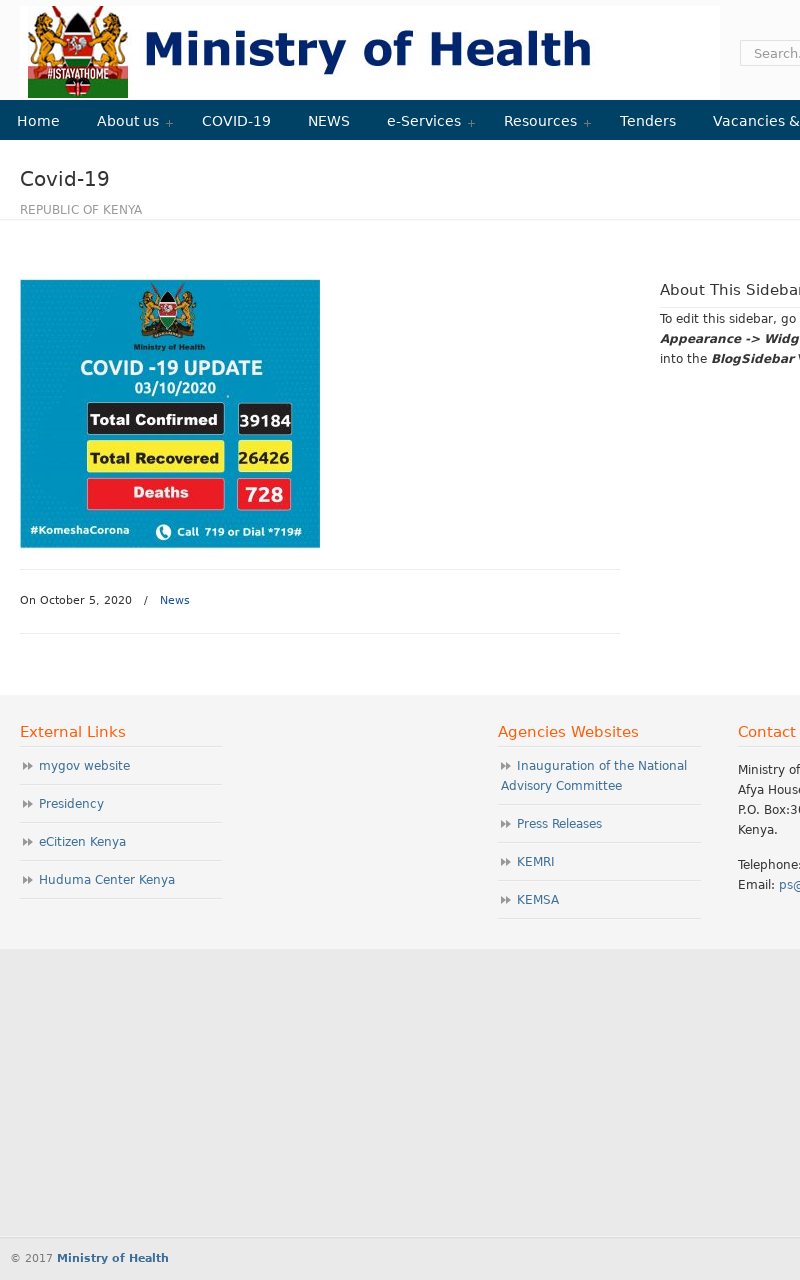 #ISTAYATHOME
Ministry of Health
Search.
Home About us + COVID-19 NEWS e-Services + Resources + Tenders Vacancies &
Covid-19
REPUBLIC OF KENYA
HARAMBEE
Ministry of Health
COVID -19 UPDATE
03/10/2020
Total Confirmed 39184
Total Recovered 26426
Deaths 728
#KomeshaCorona Call 719 or Dial *719#
About This Sidebar
To edit this sidebar, go
Appearance -> Widg
into the BlogSidebar
On October 5, 2020 / News
External Links
mygov website
Presidency
eCitizen Kenya
Huduma Center Kenya
Agencies Websites
Inauguration of the National
Advisory Committee
Press Releases
KEMRI
KEMSA
Contact
Ministry of
Afya House
P.O. Box:30
Kenya.
Telephone:
Email: ps@
© 2017 Ministry of Health